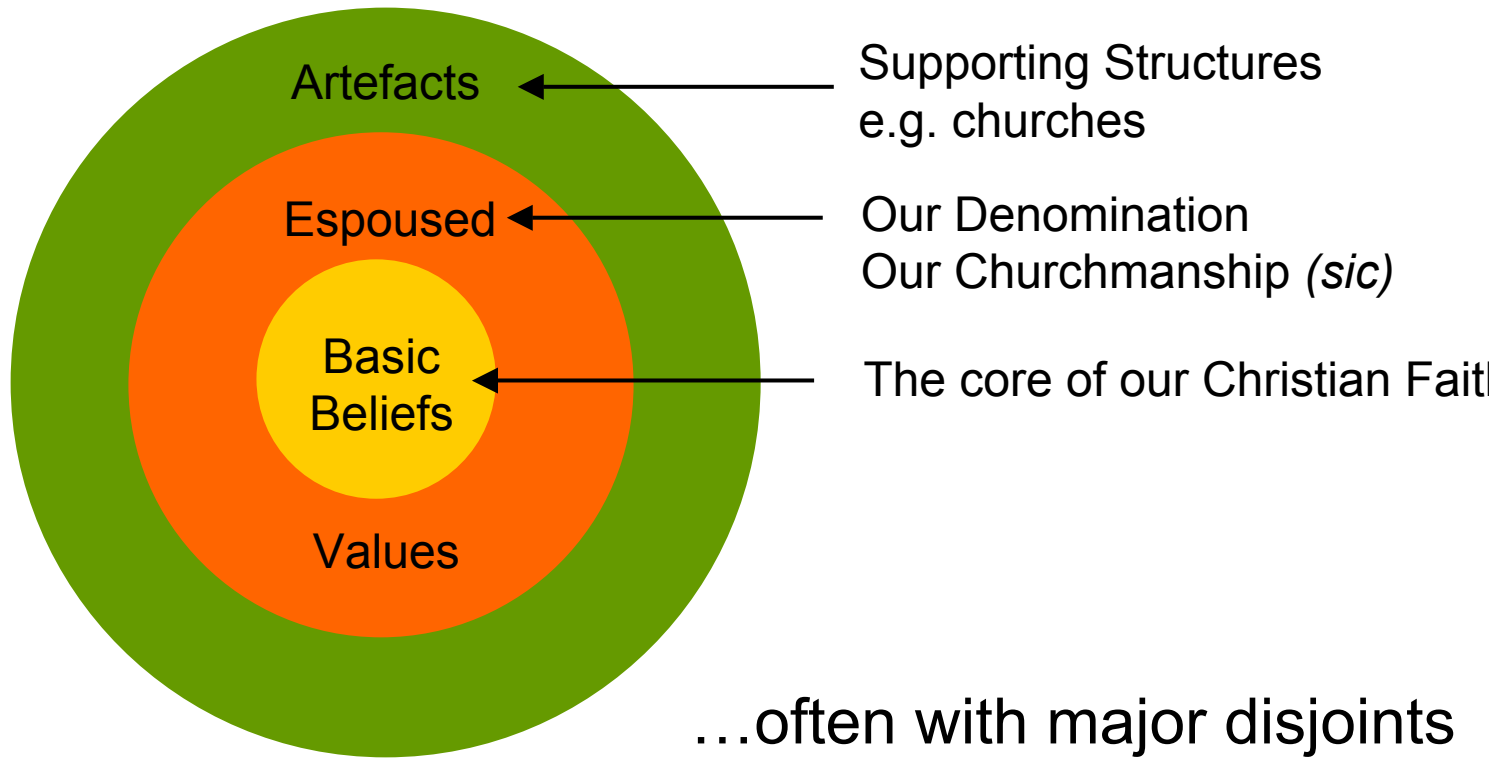 Artefacts
Supporting Structures
e.g. churches
Espoused
Our Denomination
Our Churchmanship (sic)
Basic
Beliefs
The core of our Christian Fait
Values
…often with major disjoints